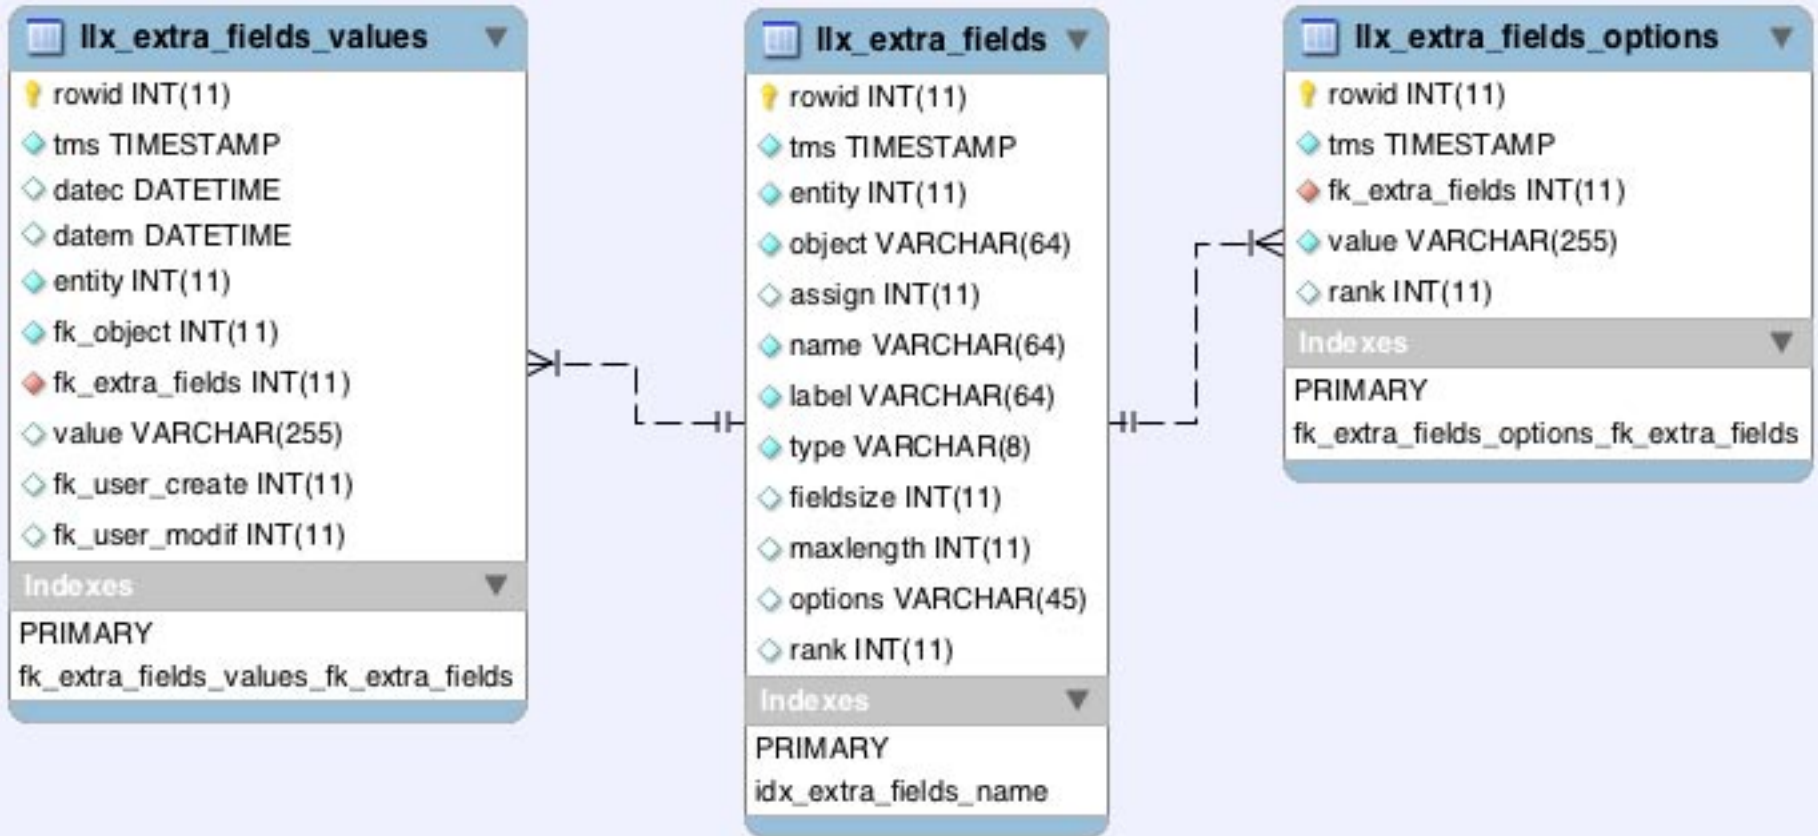 llx_extra_fields_values
rowid INT(11)
tms TIMESTAMP
datec DATETIME
datem DATETIME
entity INT(11)
fk_object INT(11)
fk_extra_fields INT(11)
value VARCHAR(255)
fk_user_create INT(11)
fk_user_modif INT(11)
Indexes
PRIMARY
fk_extra_fields_values_fk_extra_fields
llx_extra_fields
rowid INT(11)
tms TIMESTAMP
entity INT(11)
object VARCHAR(64)
assign INT(11)
name VARCHAR(64)
label VARCHAR(64)
type VARCHAR(8)
fieldsize INT(11)
maxlength INT(11)
options VARCHAR(45)
rank INT(11)
Indexes
PRIMARY
idx_extra_fields_name
llx_extra_fields_options
rowid INT(11)
tms TIMESTAMP
fk_extra_fields INT(11)
value VARCHAR(255)
rank INT(11)
Indexes
PRIMARY
fk_extra_fields_options_fk_extra_fields